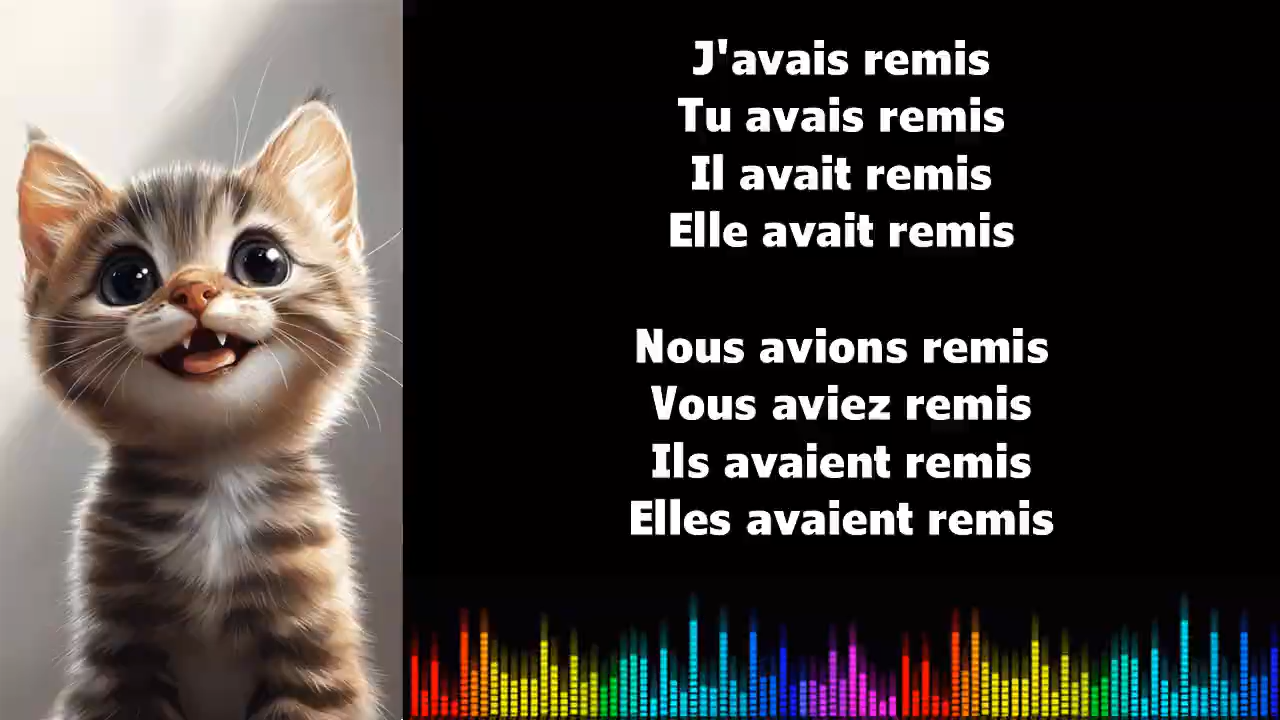 J'avais remis
Tu avais remis
Il avait remis
Elle avait remis
Nous avions remis
Vous aviez remis
Ils avaient remis
Elles avaient remis